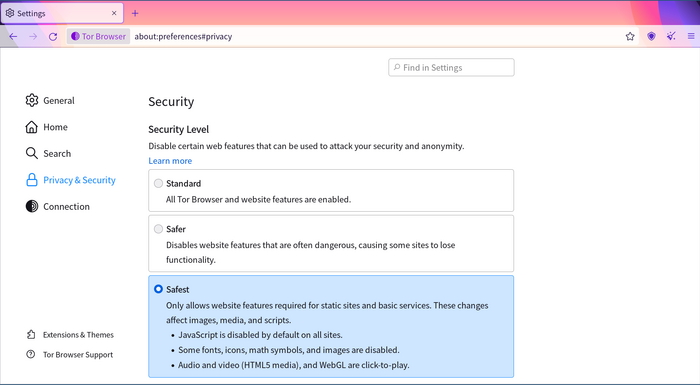 Settings
Tor Browser
about:preferences#privacy
Find in Settings
General
Home
Search
Privacy & Security
Connection
Extensions & Themes
Tor Browser Support
Security
Security Level
Disable certain web features that can be used to attack your security and anonymity.
Learn more
Standard
All Tor Browser and website features are enabled.
Safer
Disables website features that are often dangerous, causing some sites to lose
functionality.
Safest
Only allows website features required for static sites and basic services. These changes
affect images, media, and scripts.
• JavaScript is disabled by default on all sites.
• Some fonts, icons, math symbols, and images are disabled.
• Audio and video (HTML5 media), and WebGL are click-to-play.